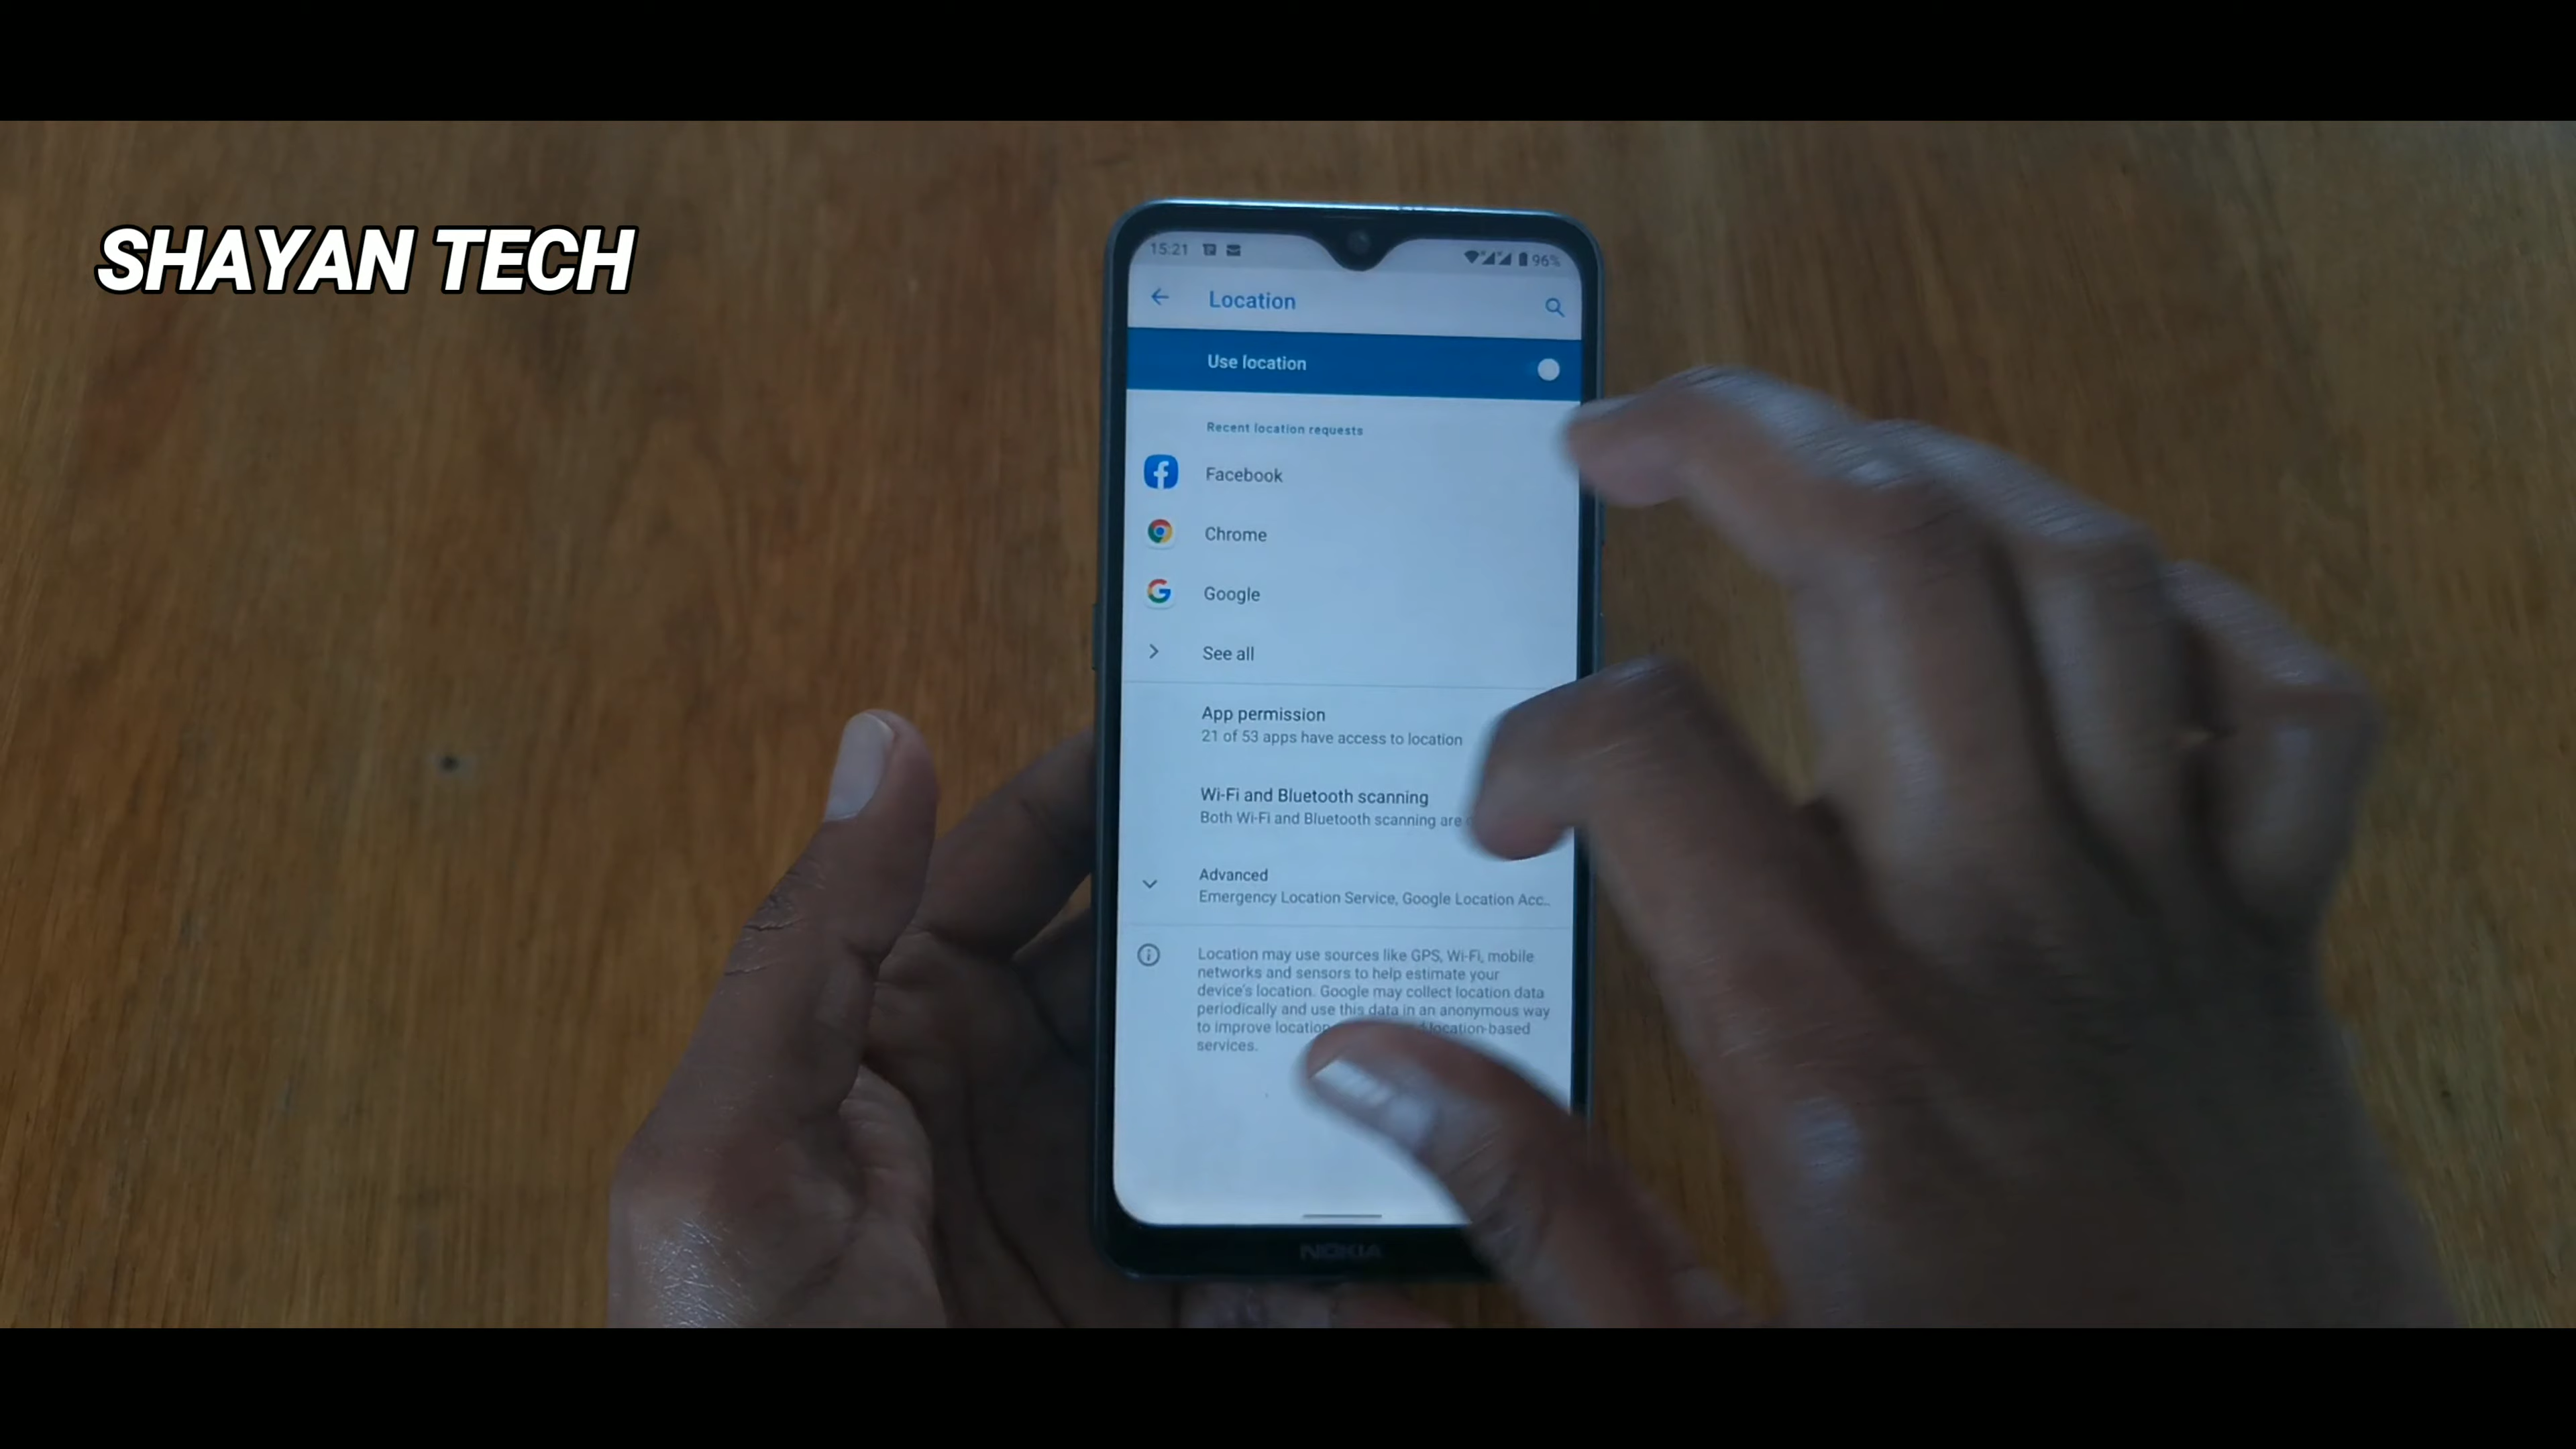 SHAYAN TECH
15:21
96%
Location
Use location
Recent location requests
Facebook
Chrome
Google
See all
App permission
21 of 53 apps have access to location
Wi-Fi and Bluetooth scanning
Both Wi-Fi and Bluetooth scanning are
Advanced
Emergency Location Service, Google Location Acc..
Location may use sources like GPS, Wi-Fi, mobile
networks and sensors to help estimate your
device's location. Google may collect location data
periodically and use this data in an anonymous way
to improve location location-based
services.
NOKIA